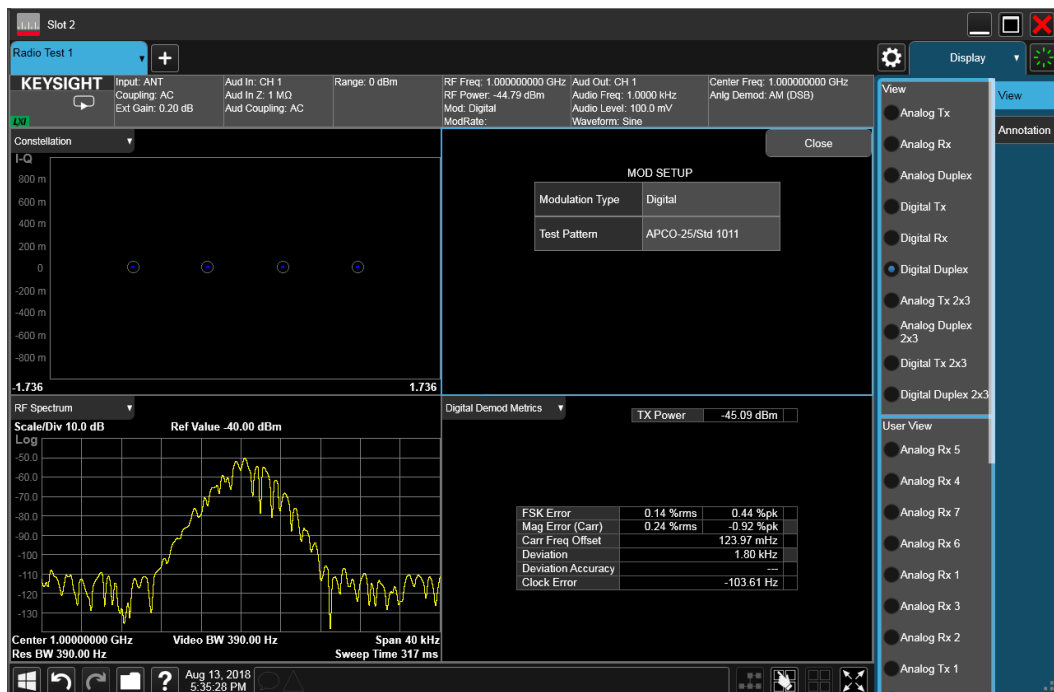 Slot 2
Radio Test 1
Display
KEYSIGHT
LXI
Input: ANT
Coupling: AC
Ext Gain: 0.20 dB
Aud In: CH 1
Aud In Z: 1 MΩ
Aud Coupling: AC
Range: 0 dBm
RF Freq: 1.000000000 GHz
RF Power: -44.79 dBm
Mod: Digital
ModRate:
Aud Out: CH 1
Audio Freq: 1.0000 kHz
Audio Level: 100.0 mV
Waveform: Sine
Center Freq: 1.000000000 GHz
Anlg Demod: AM (DSB)
Constellation
I-Q
800 m
600 m
400 m
200 m
0
-200 m
-400 m
-600 m
-800 m
-1.736
1.736
Close
MOD SETUP
Modulation Type Digital
Test Pattern APCO-25/Std 1011
RF Spectrum
Scale/Div 10.0 dB Ref Value -40.00 dBm
Log
-50.0
-60.0
-70.0
-80.0
-90.0
-100
-110
-120
-130
Center 1.00000000 GHz Video BW 390.00 Hz Span 40 kHz
Res BW 390.00 Hz Sweep Time 317 ms
Digital Demod Metrics
TX Power -45.09 dBm
FSK Error 0.14 %rms 0.44 %pk
Mag Error (Carr) 0.24 %rms -0.92 %pk
Carr Freq Offset 123.97 mHz
Deviation 1.80 kHz
Deviation Accuracy ---
Clock Error -103.61 Hz
View
Analog Tx
Analog Rx
Analog Duplex
Digital Tx
Digital Rx
Digital Duplex
Analog Tx 2x3
Analog Duplex
2x3
Digital Tx 2x3
Digital Duplex 2x3
User View
Analog Rx 5
Analog Rx 4
Analog Rx 7
Analog Rx 6
Analog Rx 1
Analog Rx 3
Analog Rx 2
Analog Tx 1
View
Annotation
?
Aug 13, 2018
5:35:28 PM